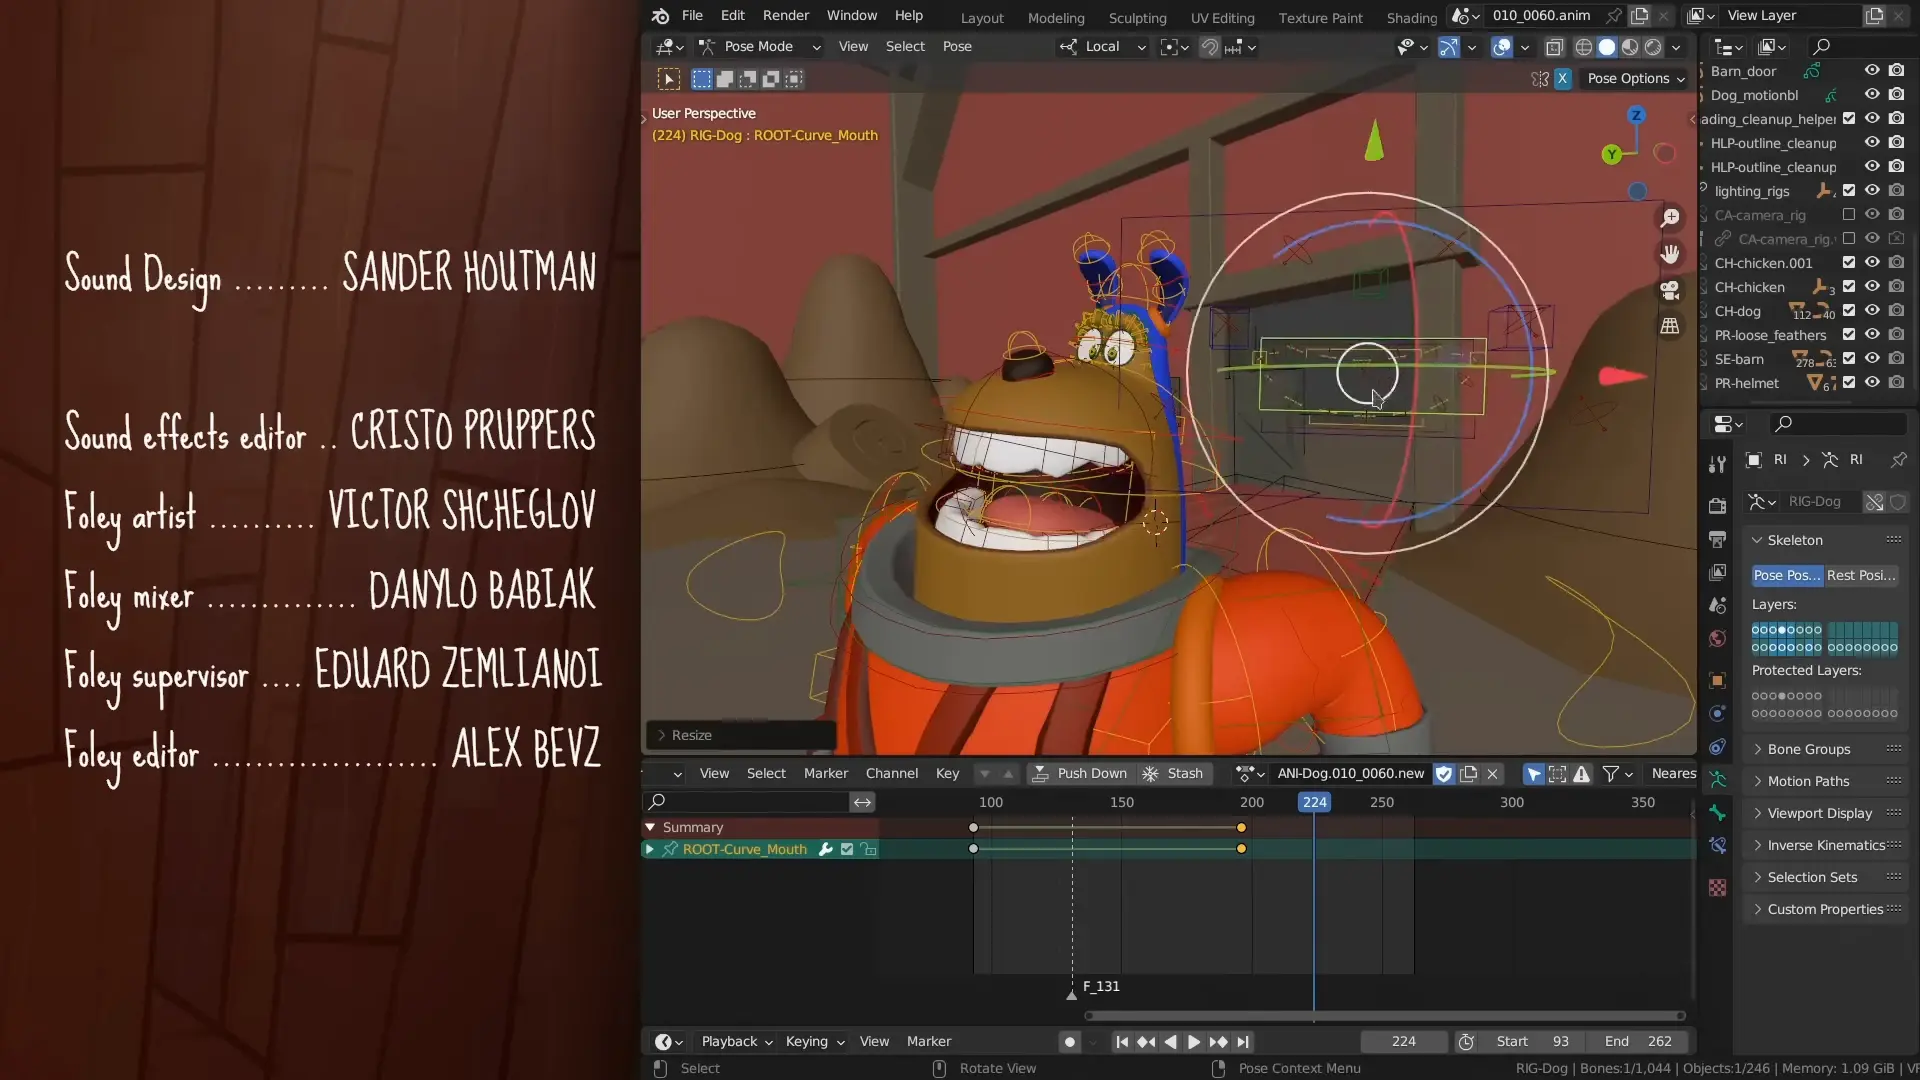 Sound Design ......... SANDER HOUTMAN
Sound effects editor .. CRISTO PRUPPERS
Foley artist .......... VICTOR SHCHEGLOV
Foley mixer .............. DANYLO BABIAK
Foley supervisor .... EDUARD ZEMLIANOI
Foley editor ..................... ALEX BEVZ
File Edit Render Window Help Layout Modeling Sculpting UV Editing Texture Paint Shading 010_0060.anim View Layer
Pose Mode View Select Pose Local
X Pose Options
User Perspective
(224) RIG-Dog : ROOT-Curve_Mouth
Z
Y
Barn_door
Dog_motionbl
ading_cleanup_helper
HLP-outline_cleanup
HLP-outline_cleanup
lighting_rigs
CA-camera_rig
CA-camera_rig.
CH-chicken.001
CH-chicken 3
CH-dog 112 40
PR-loose_feathers
SE-barn 278 63
PR-helmet 6
RI RI
RIG-Dog
Skeleton
Pose Pos... Rest Posi...
Layers:
Protected Layers:
Bone Groups
Motion Paths
Viewport Display
Inverse Kinematics
Selection Sets
Custom Properties
Resize
View Select Marker Channel Key Push Down Stash ANI-Dog.010_0060.new Neares
100 150 200 224 250 300 350
Summary
ROOT-Curve_Mouth
F_131
Playback Keying View Marker 224 Start 93 End 262
Select Rotate View Pose Context Menu RIG-Dog | Bones:1/1,044 | Objects:1/246 | Memory: 1.09 GiB | VR